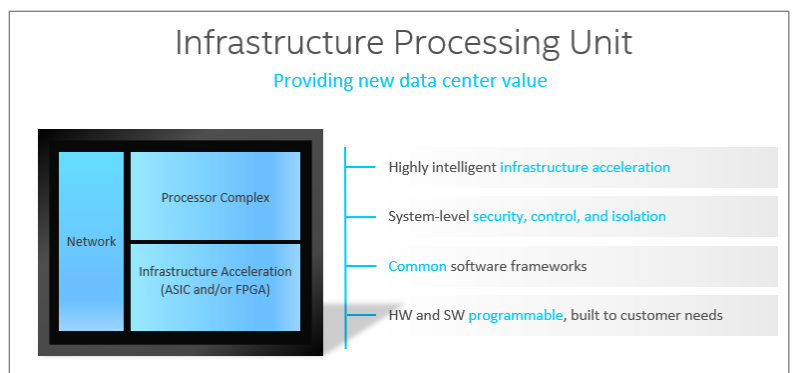 Infrastructure Processing Unit
Providing new data center value
Network
Processor Complex
Infrastructure Acceleration
(ASIC and/or FPGA)
Highly intelligent infrastructure acceleration
System-level security, control, and isolation
Common software frameworks
HW and SW programmable, built to customer needs